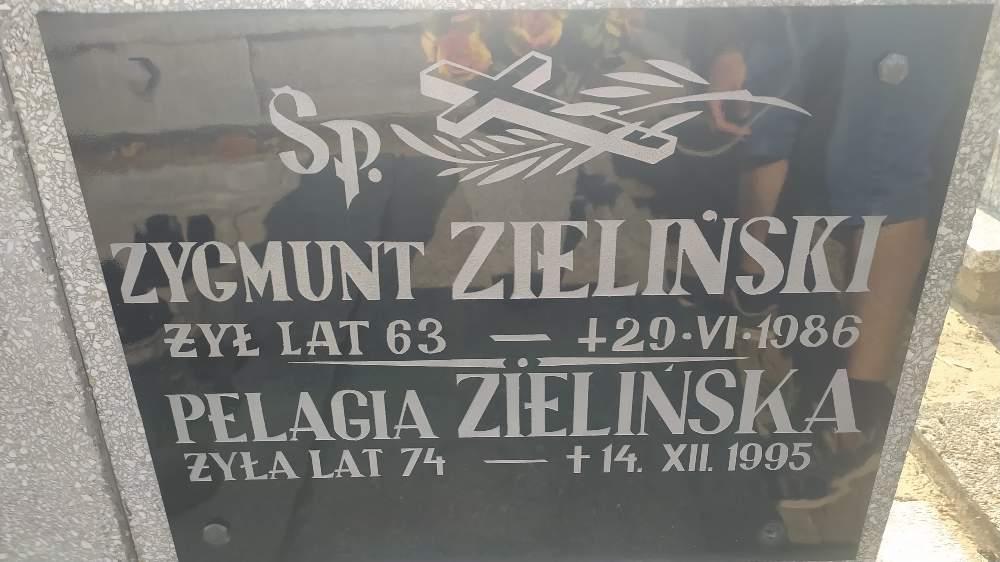 Śp.
ZYGMUNT ZIELIŃSKI
ŻYŁ LAT 63 — †29·VI·1986
PELAGIA ZIELIŃSKA
ŻYŁA LAT 74 — †14. XII. 1995